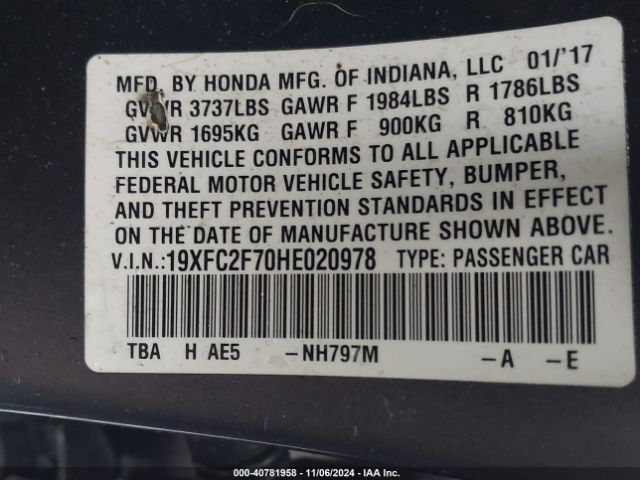 MFD. BY HONDA MFG. OF INDIANA, LLC 01/'17
GVWR 3737LBS GAWR F 1984LBS R 1786LBS
GVWR 1695KG GAWR F 900KG R 810KG
THIS VEHICLE CONFORMS TO ALL APPLICABLE
FEDERAL MOTOR VEHICLE SAFETY, BUMPER,
AND THEFT PREVENTION STANDARDS IN EFFECT
ON THE DATE OF MANUFACTURE SHOWN ABOVE.
V.I.N.:19XFC2F70HE020978 TYPE: PASSENGER CAR
TBA H AE5 -NH797M -A -E
000-40781958 - 11/06/2024 - IAA Inc.